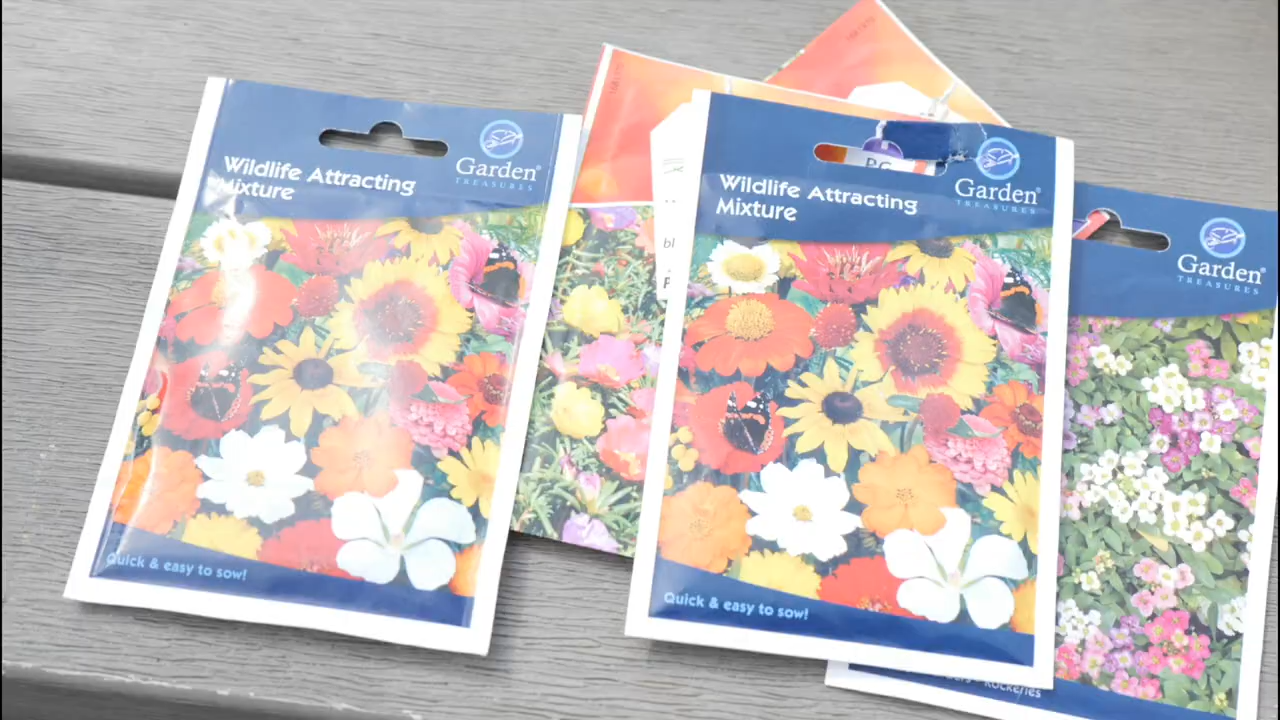 Wildlife Attracting
Mixture
Garden®
TREASURES
Quick & easy to sow!
Wildlife Attracting
Mixture
Garden®
TREASURES
Quick & easy to sow!
Garden®
TREASURES
Rockeries
bl
P